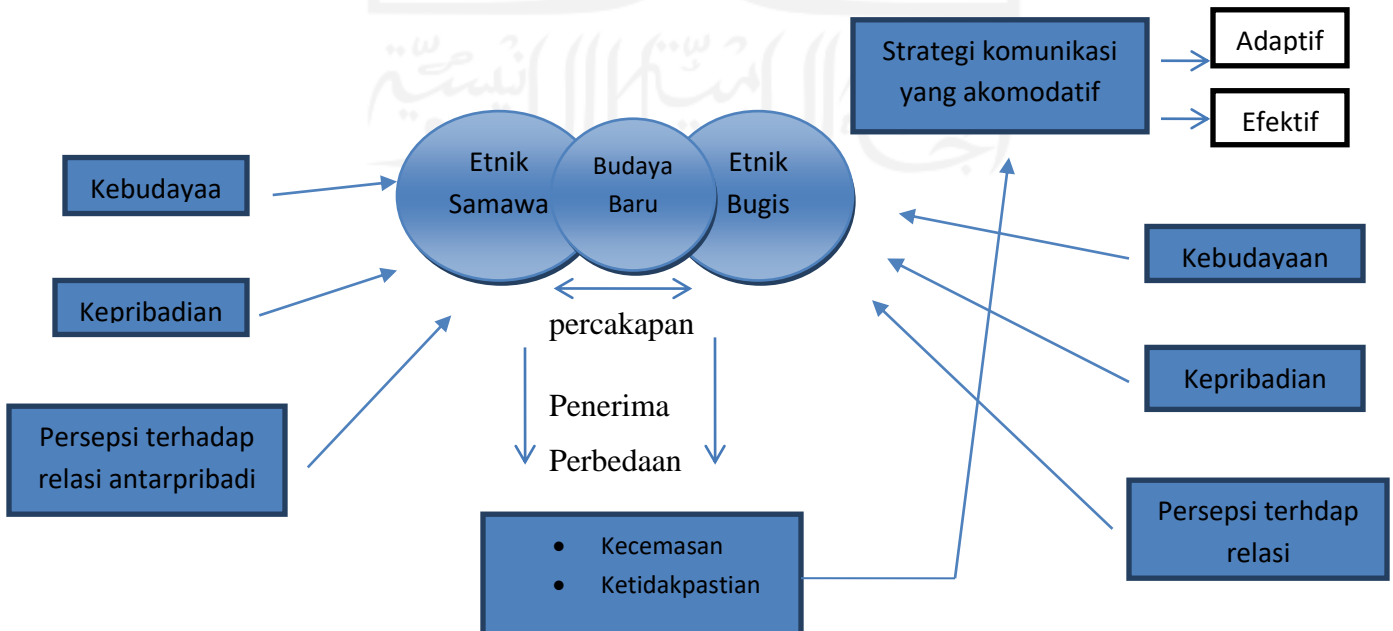 Strategi komunikasi
yang akomodatif
Adaptif
Efektif
Etnik
Samawa
Budaya
Baru
Etnik
Bugis
Kebudayaa
Kepribadian
Persepsi terhadap
relasi antarpribadi
percakapan
Penerima
Perbedaan
• Kecemasan
• Ketidakpastian
Kebudayaan
Kepribadian
Persepsi terhdap
relasi